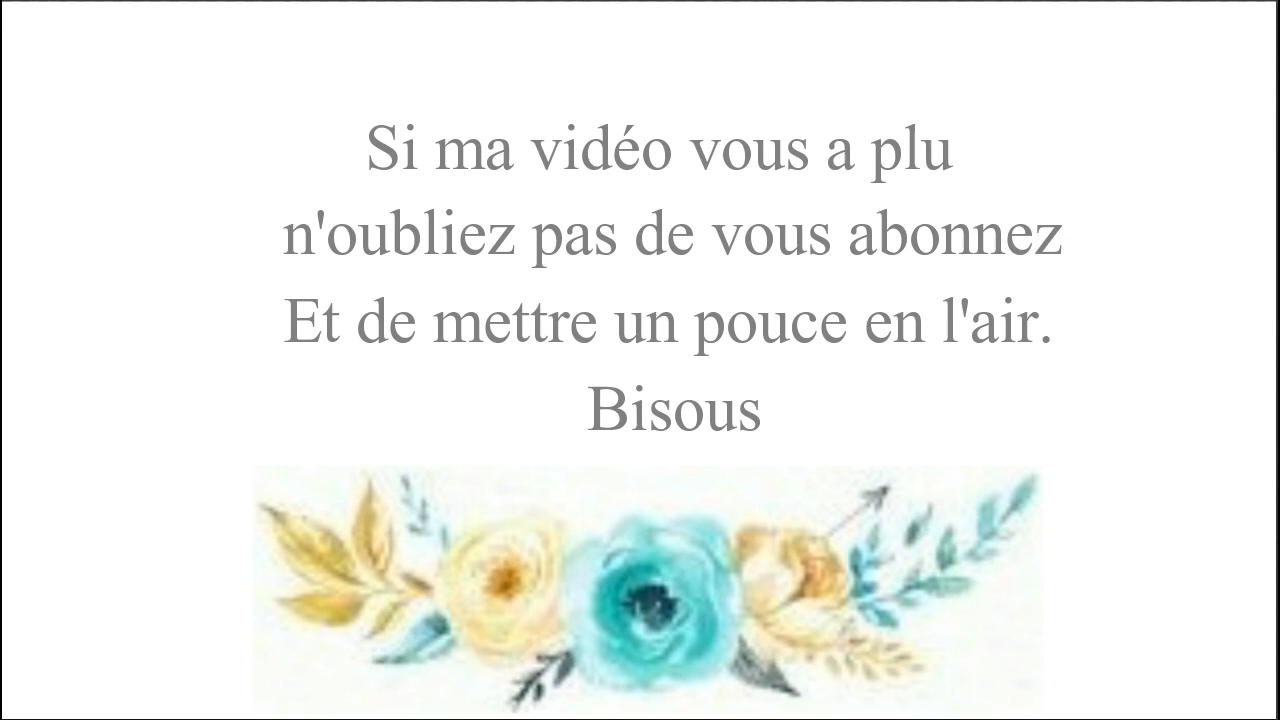 Si ma vidéo vous a plu
n'oubliez pas de vous abonnez
Et de mettre un pouce en l'air.
Bisous